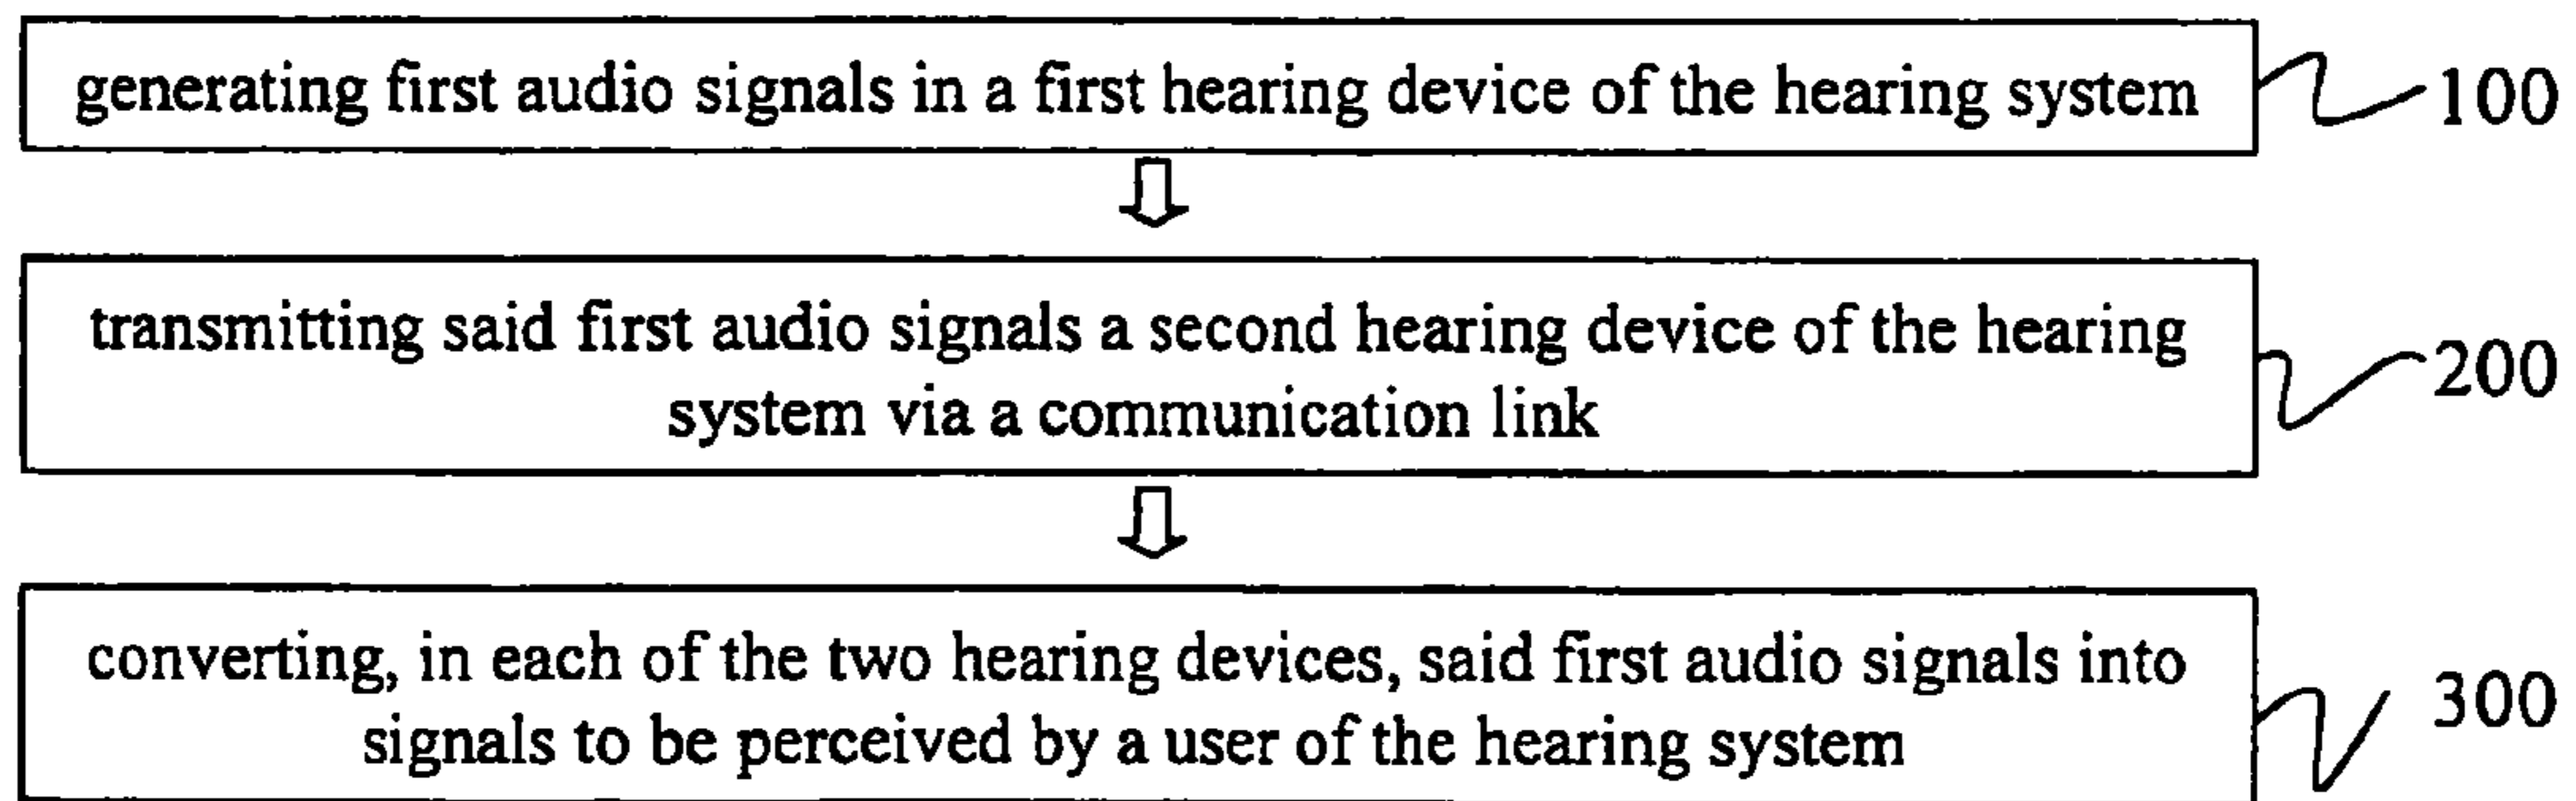 generating first audio signals in a first hearing device of the hearing system
100
transmitting said first audio signals a second hearing device of the hearing
system via a communication link
200
converting, in each of the two hearing devices, said first audio signals into
signals to be perceived by a user of the hearing system
300